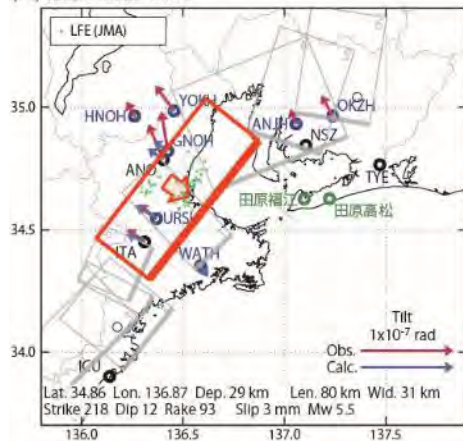 LFE (JMA)
35.0
34.5
34.0
136.0
136.5
137.0
137.5
YOKH
HNOH
GNOH
ANO
URSH
ITA
WATH
ICU
ANJH
OKZH
NSZ
TYE
田原福江
田原高松
Tilt
1x10⁻⁷ rad
Obs.
Calc.
Lat. 34.86 Lon. 136.87 Dep. 29 km Len. 80 km Wid. 31 km
Strike 218 Dip 12 Rake 93 Slip 3 mm Mw 5.5